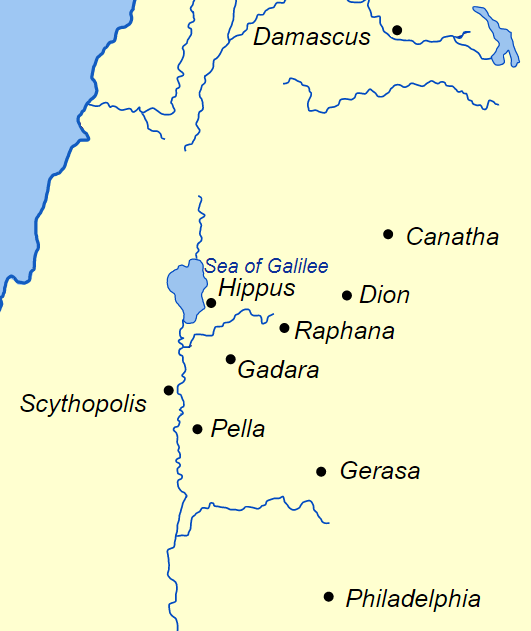 Damascus
Canatha
Sea of Galilee
Hippus
Dion
Raphana
Gadara
Scythopolis
Pella
Gerasa
Philadelphia